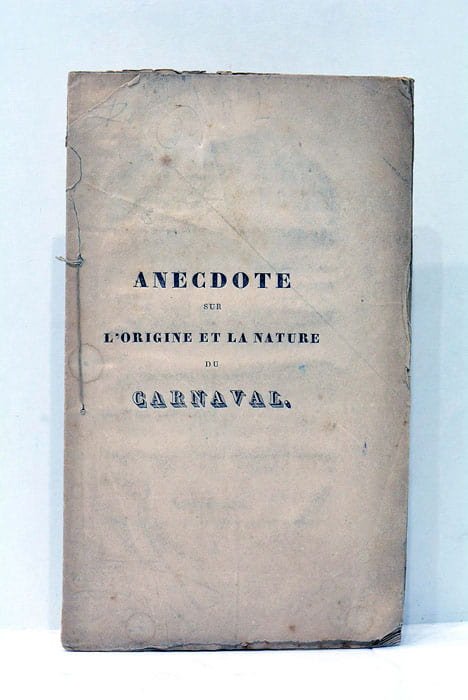 ANECDOTE
SUR
L'ORIGINE ET LA NATURE
DU
CARNAVAL.